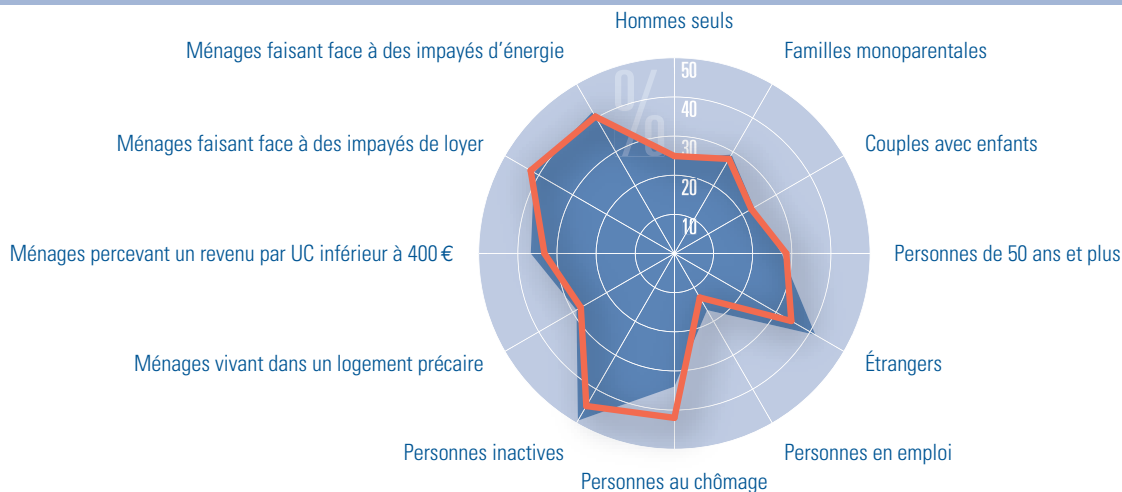 Hommes seuls
Ménages faisant face à des impayés d’énergie
Familles monoparentales
%
%
50
40
30
20
10
Ménages faisant face à des impayés de loyer
Couples avec enfants
Ménages percevant un revenu par UC inférieur à 400 €
Personnes de 50 ans et plus
Ménages vivant dans un logement précaire
Étrangers
Personnes inactives
Personnes en emploi
Personnes au chômage